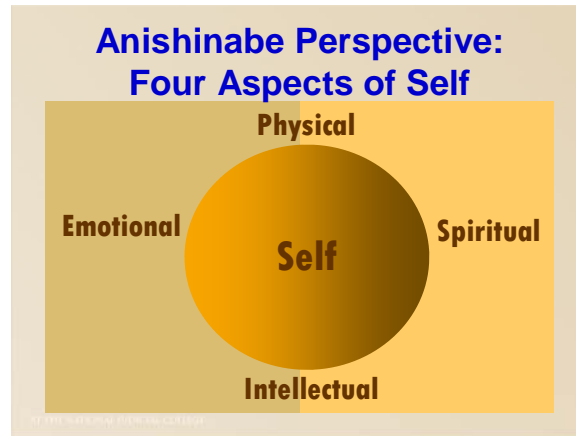 Anishinabe Perspective:
Four Aspects of Self
Physical
Emotional
Spiritual
Self
Intellectual